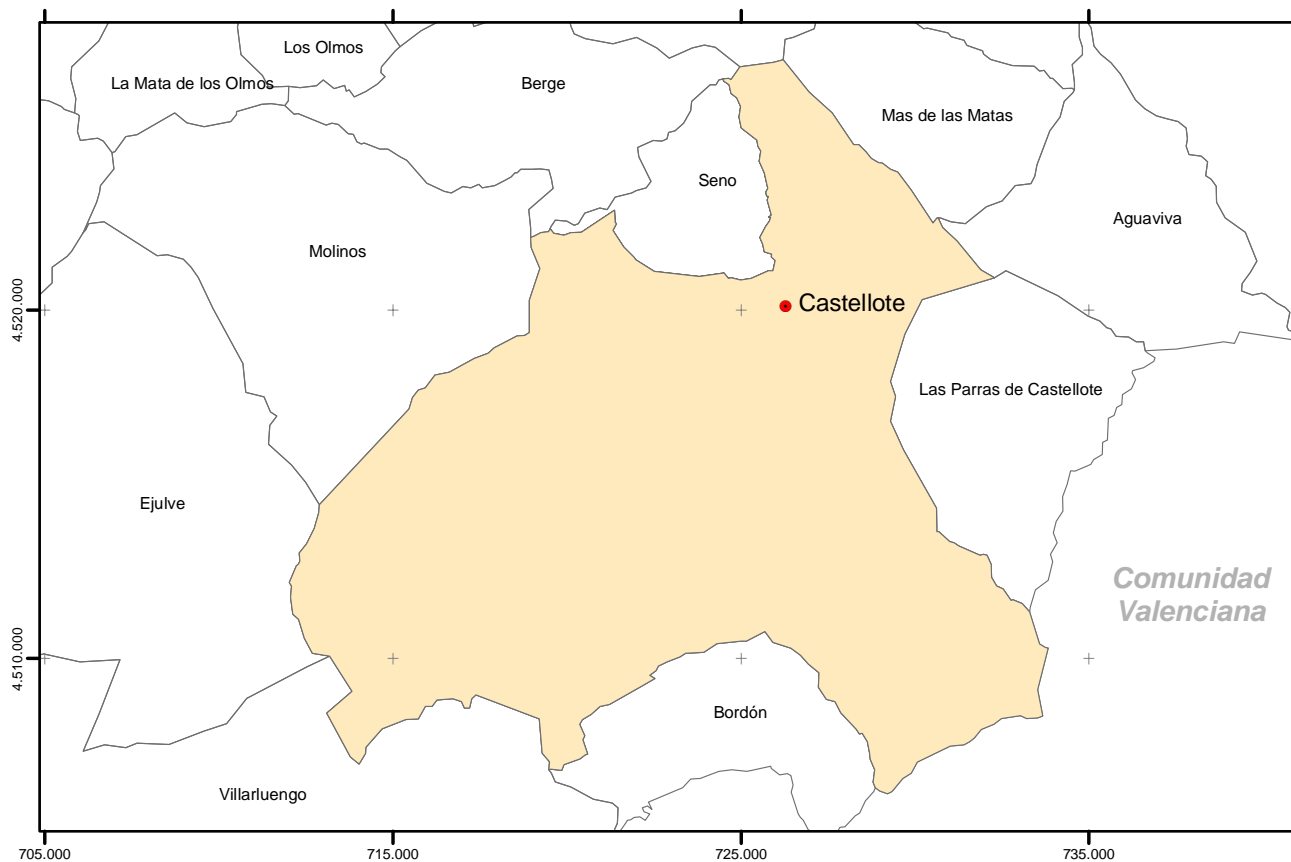 Los Olmos
La Mata de los Olmos
Berge
Mas de las Matas
Seno
Aguaviva
Molinos
4.520.000
Castellote
Las Parras de Castellote
Ejulve
Comunidad
Valenciana
4.510.000
Bordón
Villarluengo
705.000
715.000
725.000
735.000